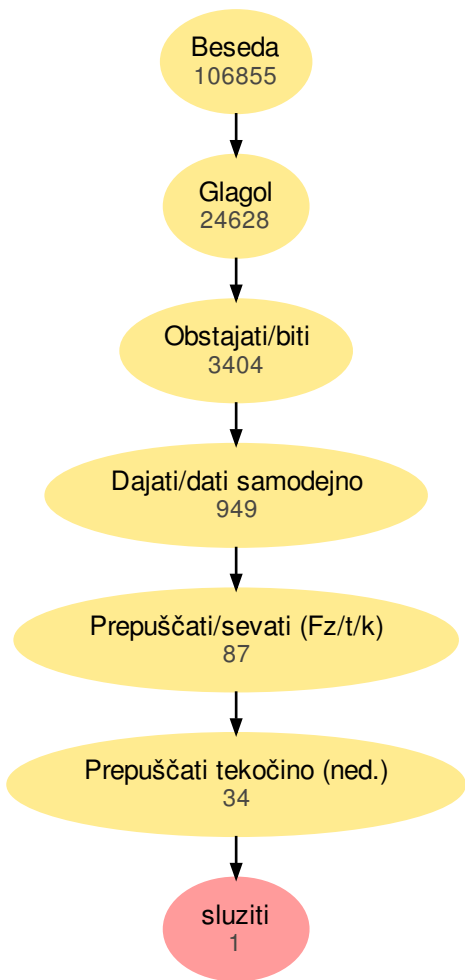 Beseda
106855
Glagol
24628
Obstajati/biti
3404
Dajati/dati samodejno
949
Prepuščati/sevati (Fz/t/k)
87
Prepuščati tekočino (ned.)
34
sluziti
1